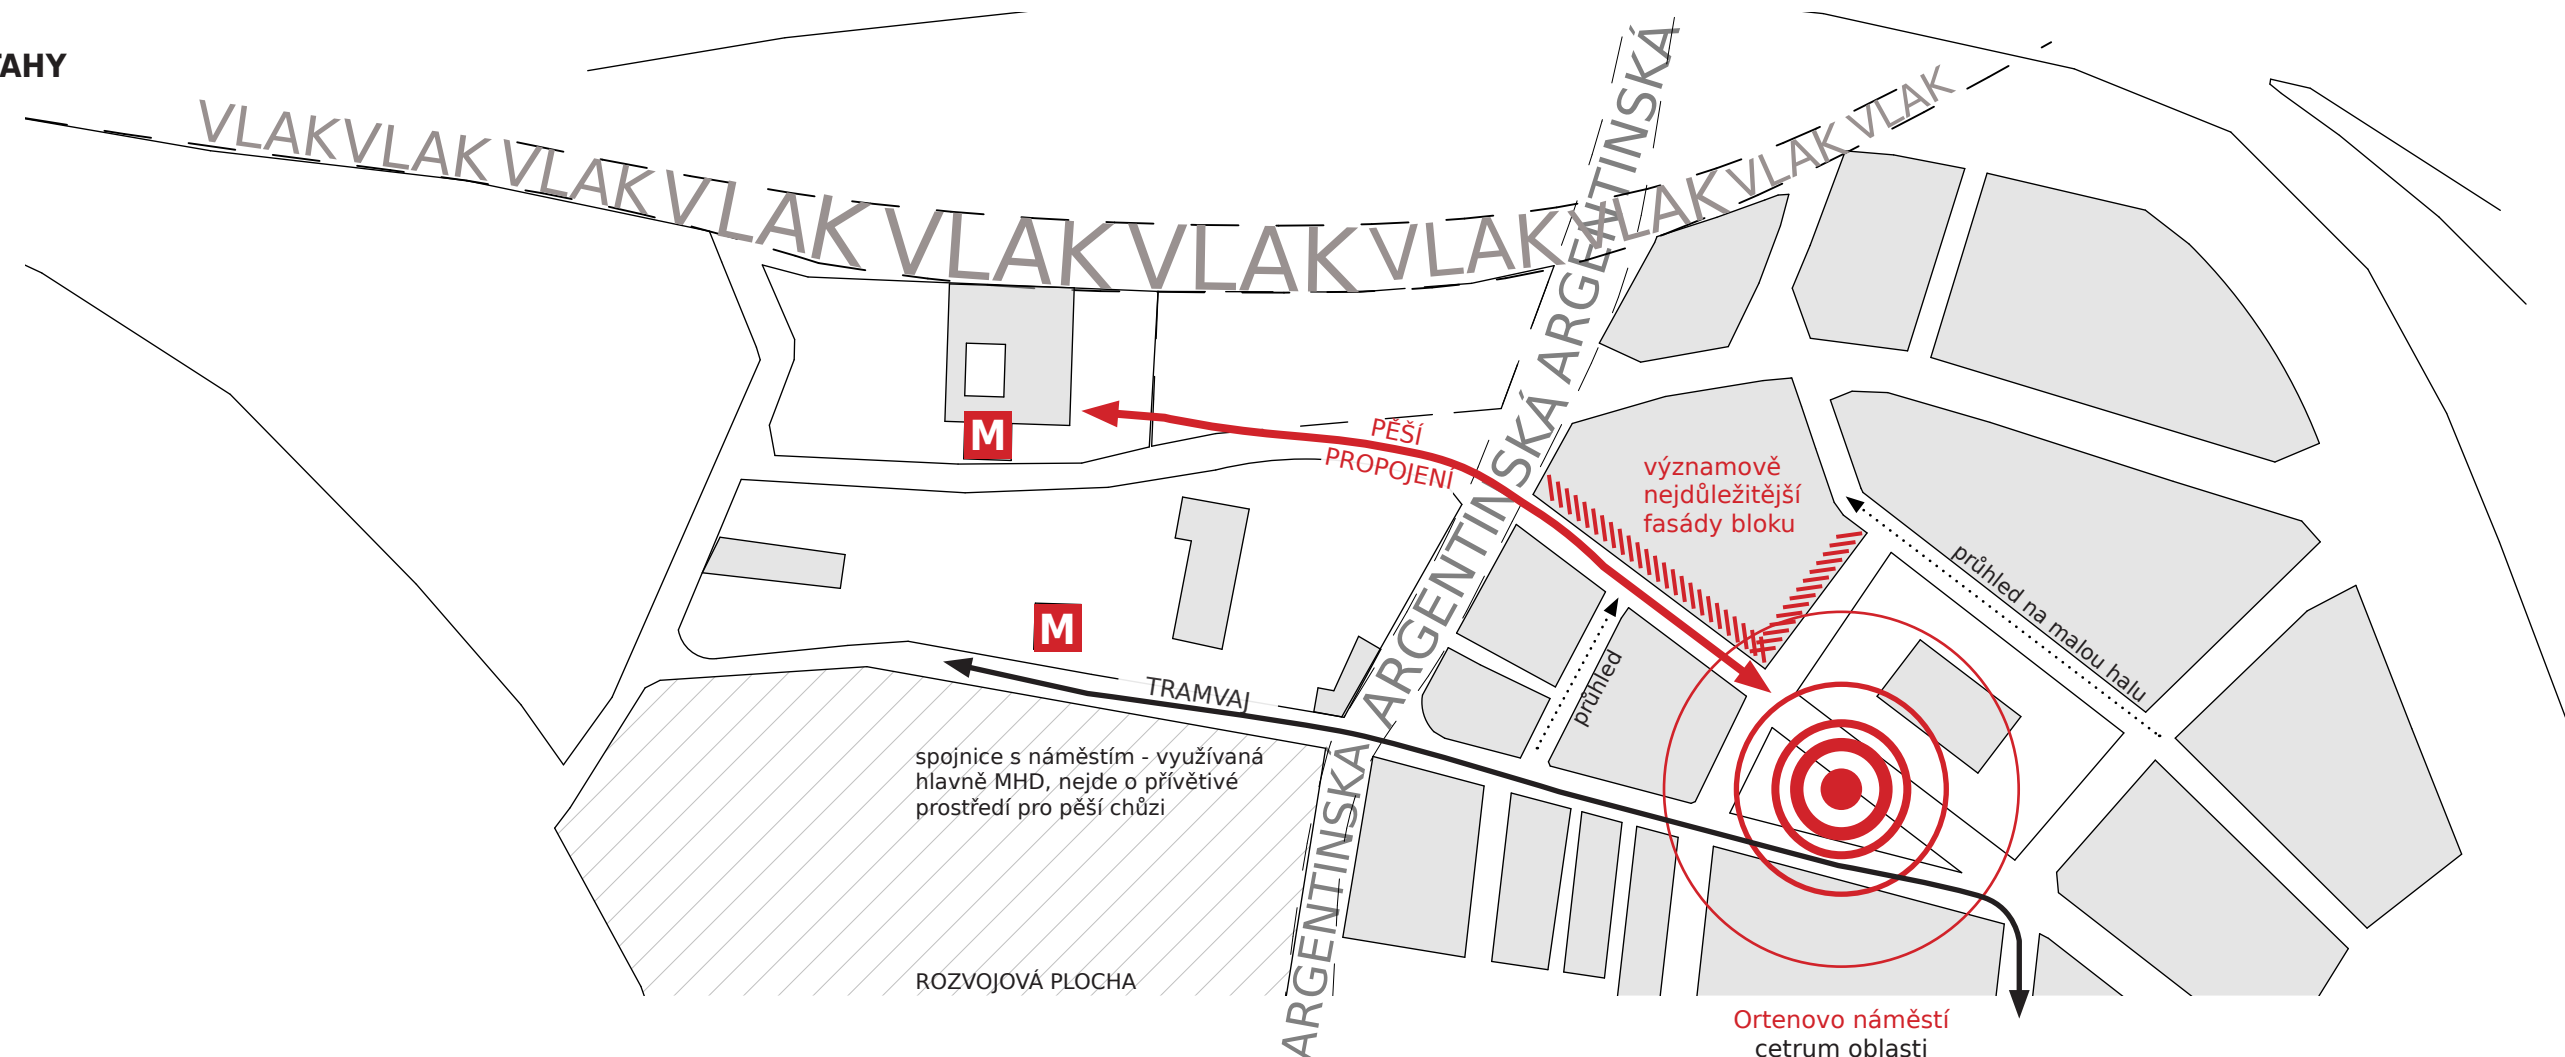 ŤAHY
VLAK VLAK VLAK VLAK VLAK VLAK VLAK VLAK VLAK VLAK
ARGENTINSKÁ ARGENTINSKÁ ARGENTINSKÁ ARGENTINSKÁ
ARGENTINSKA
PĚŠÍ
PROPOJENÍ
M
významově
nejdůležitější
fasády bloku
průhled na malou halu
průhled
M
TRAMVAJ
spojnice s náměstím - využívaná
hlavně MHD, nejde o přívětivé
prostředí pro pěší chůzi
ROZVOJOVÁ PLOCHA
Ortenovo náměstí
cetrum oblasti